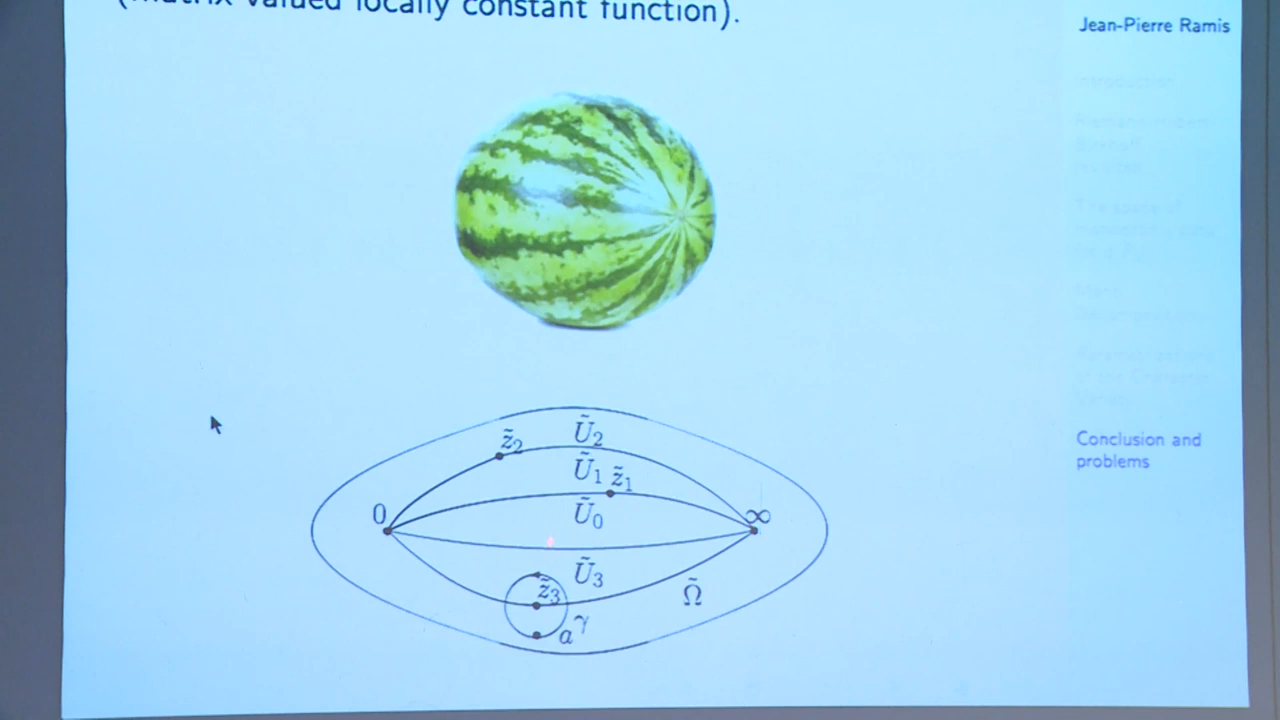 (matrix valued locally constant function).
Jean-Pierre Ramis
Introduction
Conclusion and
problems
Ũ₂
z̃₂
Ũ₁ z̃₁
0
∞
Ũ₀
Ũ₃
z̃₃
Ω̃
γ
a